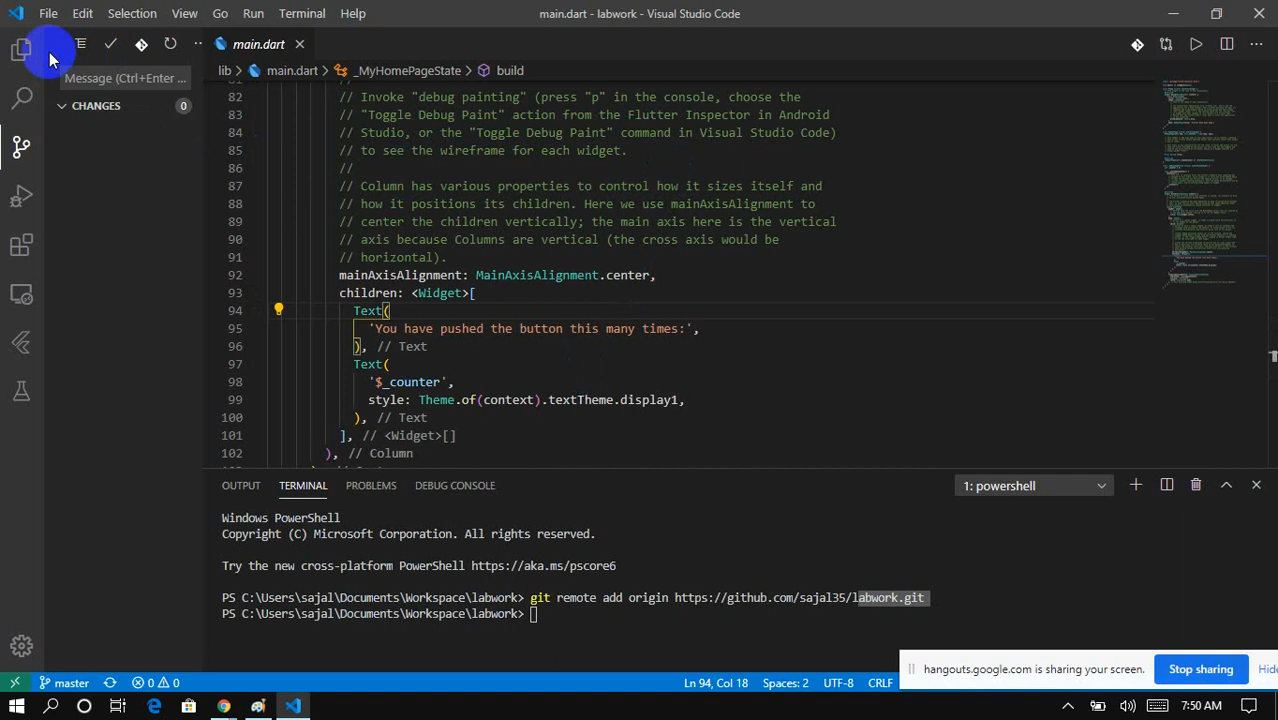 File Edit Selection View Go Run Terminal Help
main.dart - labwork - Visual Studio Code
main.dart
Message (Ctrl+Enter ...
lib > main.dart > _MyHomePageState > build
CHANGES 0
82 // Invoke "debug painting" (press "p" in the console, choose the
83 // "Toggle Debug Paint" action from the Flutter Inspector in Android
84 // Studio, or the "Toggle Debug Paint" command in Visual Studio Code)
85 // to see the wireframe for each widget.
86 //
87 // Column has various properties to control how it sizes itself and
88 // how it positions its children. Here we use mainAxisAlignment to
89 // center the children vertically; the main axis here is the vertical
90 // axis because Columns are vertical (the cross axis would be
91 // horizontal).
92 mainAxisAlignment: MainAxisAlignment.center,
93 children: <Widget>[
94 Text(
95 'You have pushed the button this many times:',
96 ), // Text
97 Text(
98 '$_counter',
99 style: Theme.of(context).textTheme.display1,
100 ), // Text
101 ], // <Widget>[]
102 ), // Column
OUTPUT TERMINAL PROBLEMS DEBUG CONSOLE
1: powershell
Windows PowerShell
Copyright (C) Microsoft Corporation. All rights reserved.
Try the new cross-platform PowerShell https://aka.ms/pscore6
PS C:\Users\sajal\Documents\Workspace\labwork> git remote add origin https://github.com/sajal35/labwork.git
PS C:\Users\sajal\Documents\Workspace\labwork>
hangouts.google.com is sharing your screen. Stop sharing Hide
master 0 0 Ln 94, Col 18 Spaces: 2 UTF-8 CRLF
7:50 AM